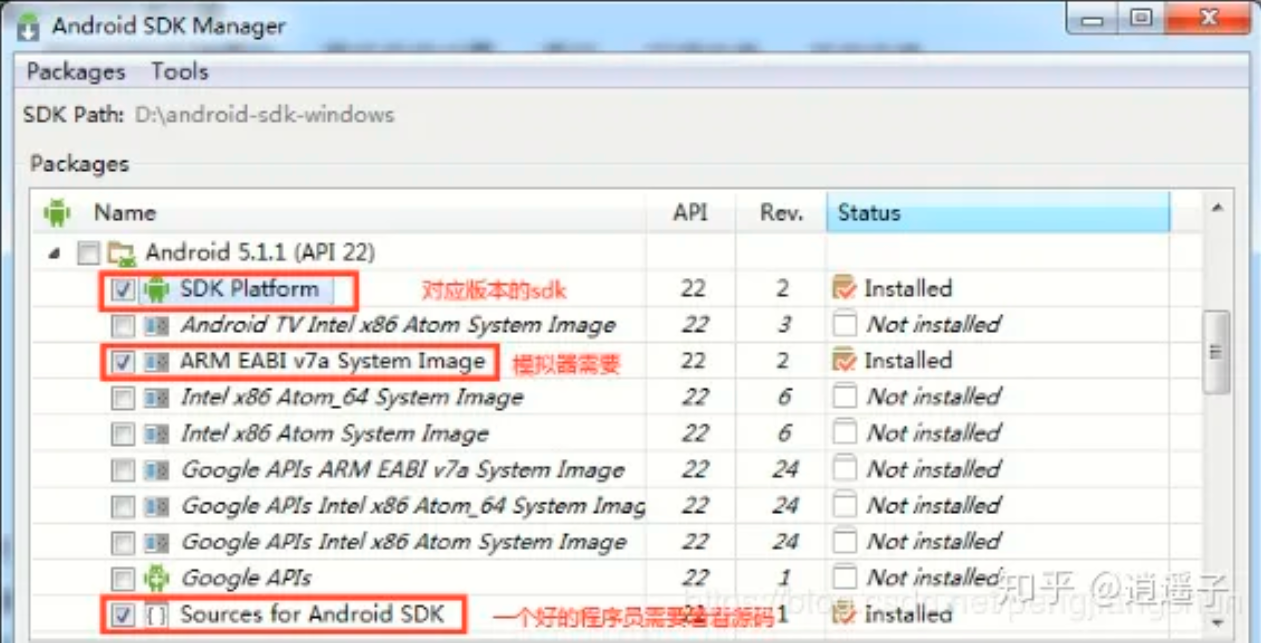 Android SDK Manager
Packages Tools
SDK Path: D:\android-sdk-windows
Packages
Name API Rev. Status
Android 5.1.1 (API 22)
SDK Platform 对应版本的sdk 22 2 Installed
Android TV Intel x86 Atom System Image 22 3 Not installed
ARM EABI v7a System Image 模拟器需要 22 2 Installed
Intel x86 Atom_64 System Image 22 6 Not installed
Intel x86 Atom System Image 22 6 Not installed
Google APIs ARM EABI v7a System Image 22 24 Not installed
Google APIs Intel x86 Atom_64 System Imag 22 24 Not installed
Google APIs Intel x86 Atom System Image 22 24 Not installed
Google APIs 22 1 Not installed
知乎 @逍遥子
Sources for Android SDK 一个好的程序员需要看看源码 22 1 Installed